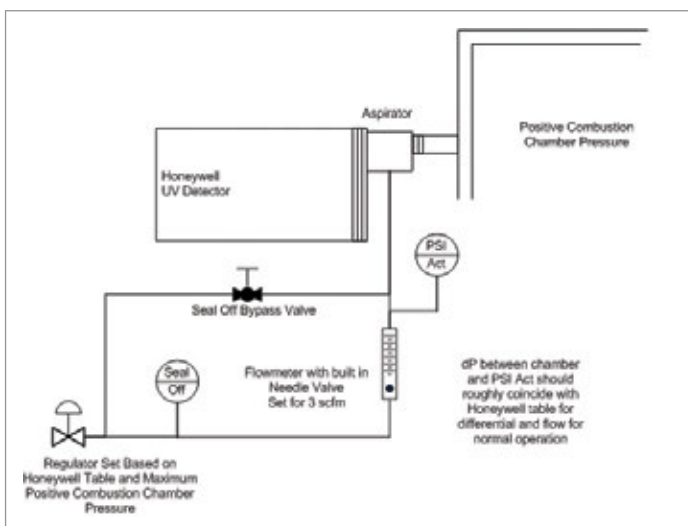 Aspirator
Positive Combustion
Chamber Pressure
Honeywell
UV Detector
PSI
Act
Seal Off Bypass Valve
Seal
Off
Flowmeter with built in
Needle Valve
Set for 3 scfm
dP between chamber
and PSI Act should
roughly coincide with
Honeywell table for
differential and flow for
normal operation
Regulator Set Based on
Honeywell Table and Maximum
Positive Combustion Chamber
Pressure